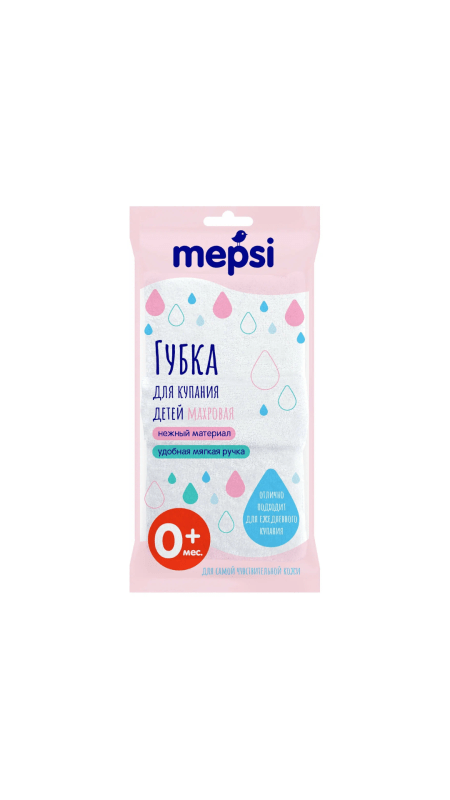 mepsi
ГУБКА
ДЛЯ КУПАНИЯ
ДЕТЕЙ МАХРОВАЯ
нежный материал
удобная мягкая ручка
ОТЛИЧНО
ПОДХОДИТ
ДЛЯ ЕЖЕДНЕВНОГО
КУПАНИЯ
0+
мес.
ДЛЯ САМОЙ ЧУВСТВИТЕЛЬНОЙ КОЖИ